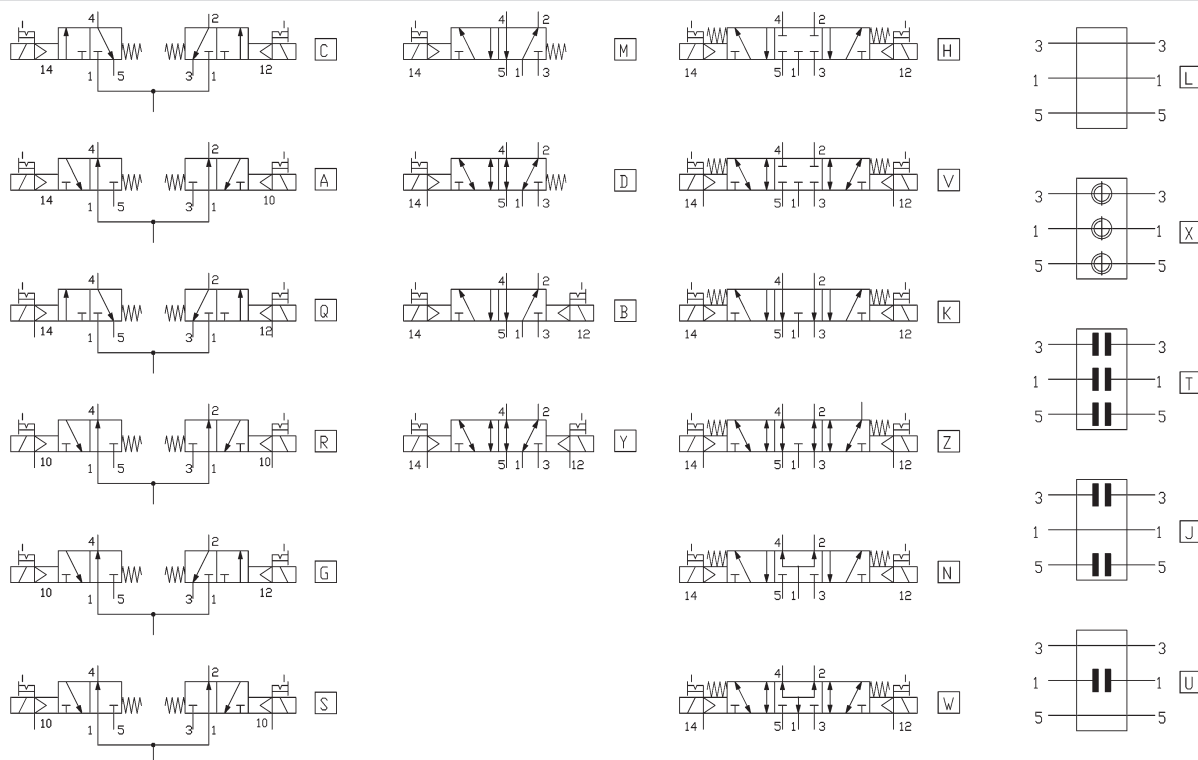 4 2 C
14 1 5 3 1 12
4 2 M
14 5 1 3
4 2 H
14 5 1 3 12
3 3
1 1 L
5 5
4 2 A
14 1 5 3 1 10
4 2 D
14 5 1 3
4 2 V
14 5 1 3 12
3 3
1 1 X
5 5
4 2 Q
14 1 5 3 1 12
4 2 B
14 5 1 3 12
4 2 K
14 5 1 3 12
3 3
1 1 T
5 5
4 2 R
10 1 5 3 1 10
4 2 Y
14 5 1 3 12
4 2 Z
14 5 1 3 12
3 3
1 1 J
5 5
4 2 G
10 1 5 3 1 12
4 2 N
14 5 1 3 12
3 3
1 1 U
5 5
4 2 S
10 1 5 3 1 10
4 2 W
14 5 1 3 12